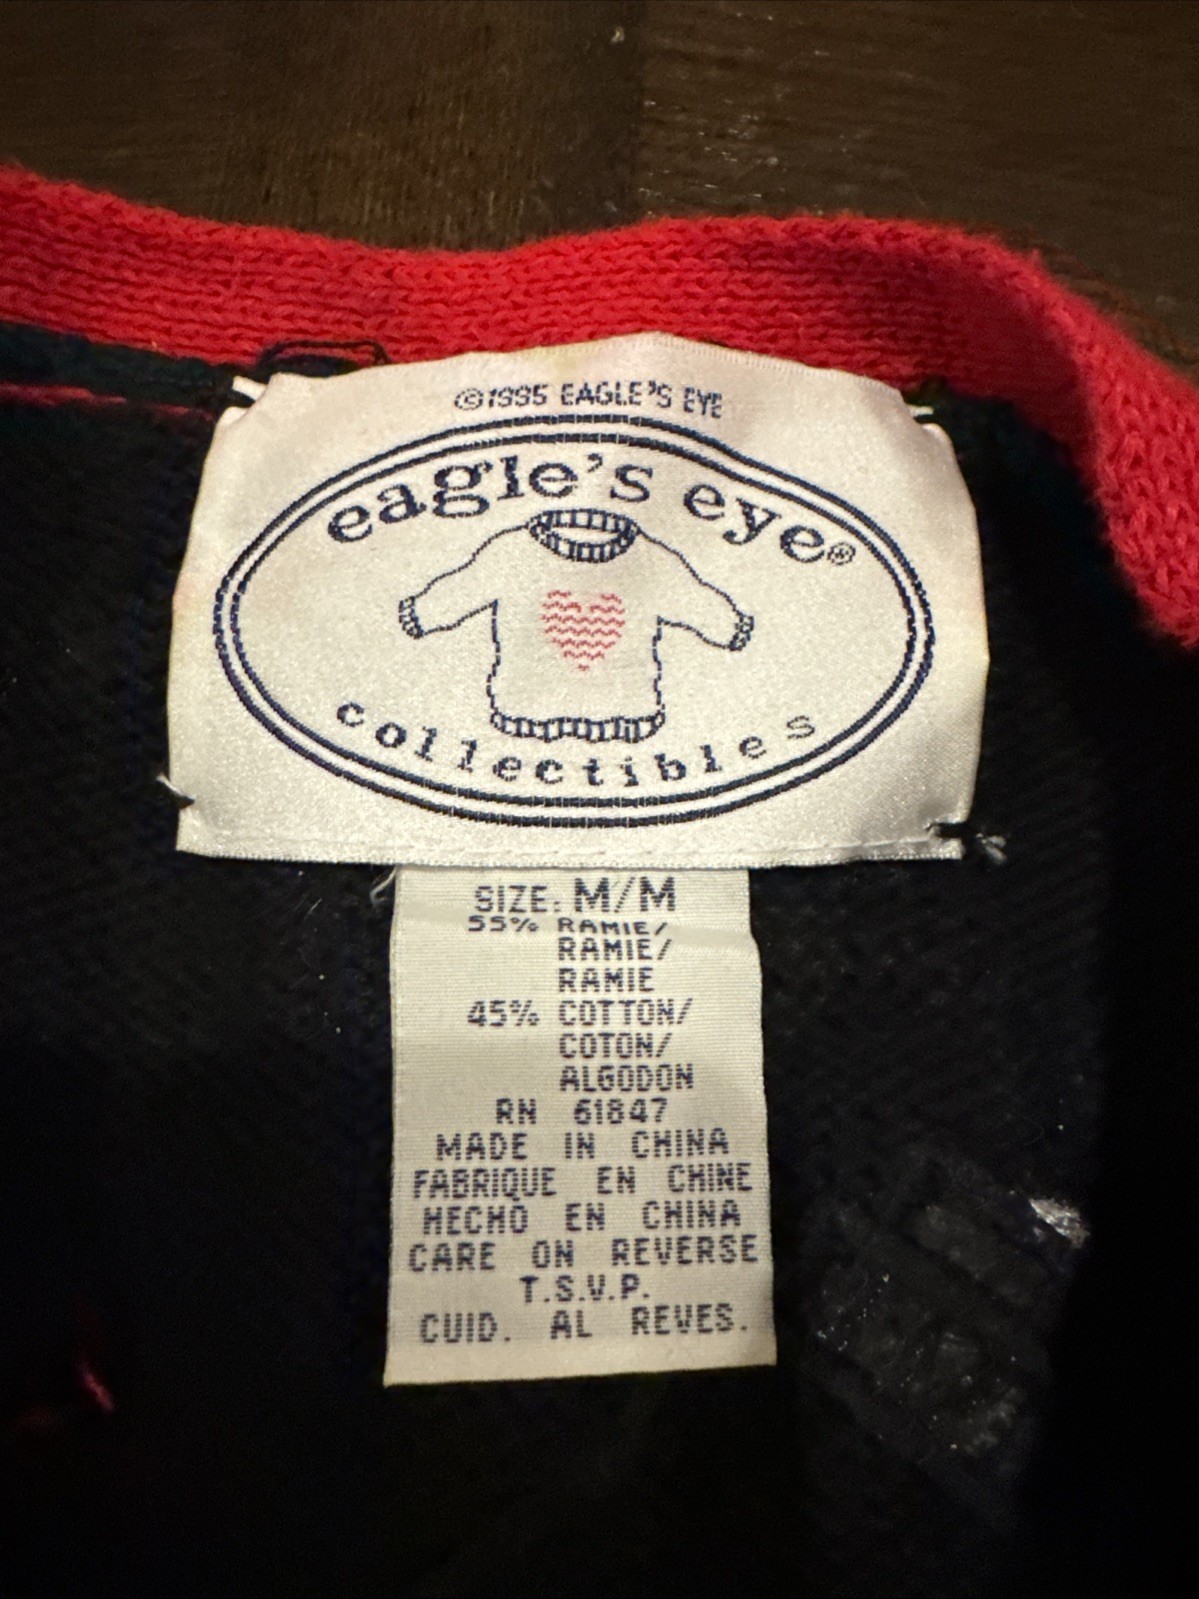 ©1995 EAGLE'S EYE
eagle's eye®
collectibles
SIZE: M/M
55% RAMIE/
RAMIE/
RAMIE
45% COTTON/
COTON/
ALGODON
RN 61847
MADE IN CHINA
FABRIQUE EN CHINE
HECHO EN CHINA
CARE ON REVERSE
T.S.V.P.
CUID. AL REVES.